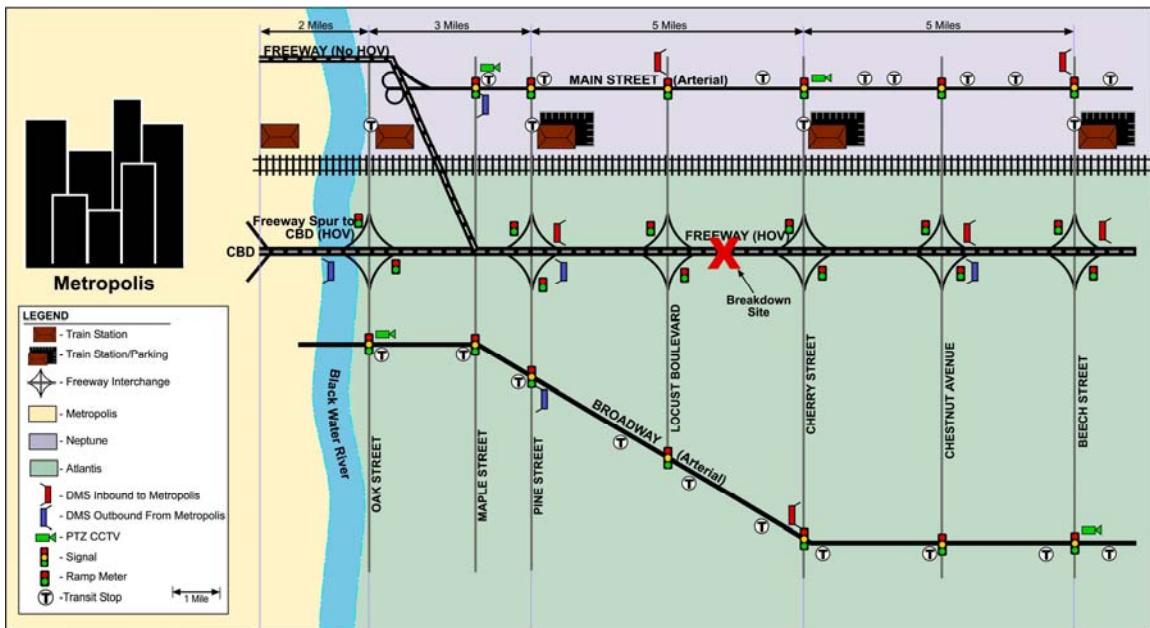 2 Miles
3 Miles
5 Miles
5 Miles
FREEWAY (No HOV)
MAIN STREET (Arterial)
T
T
T
T
T
T
T
T
T
T
T
T
T
Freeway Spur to
CBD (HOV)
CBD
FREEWAY (HOV)
X
Breakdown
Site
Metropolis
LEGEND
- Train Station
- Train Station/Parking
- Freeway Interchange
- Metropolis
- Neptune
- Atlantis
- DMS Inbound to Metropolis
- DMS Outbound From Metropolis
- PTZ CCTV
- Signal
- Ramp Meter
T - Transit Stop
1 Mile
Black Water River
OAK STREET
MAPLE STREET
PINE STREET
BROADWAY (Arterial)
LOCUST BOULEVARD
CHERRY STREET
CHESTNUT AVENUE
BEECH STREET
T
T
T
T
T
T
T
T
T
T